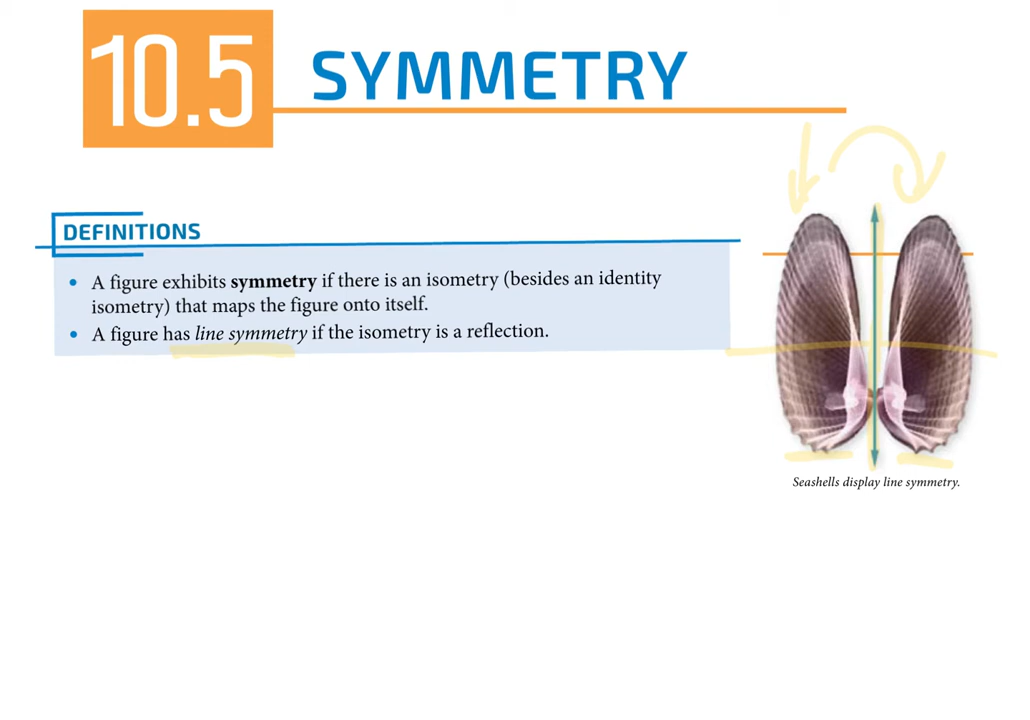 10.5 SYMMETRY
DEFINITIONS
• A figure exhibits symmetry if there is an isometry (besides an identity
isometry) that maps the figure onto itself.
• A figure has line symmetry if the isometry is a reflection.
Seashells display line symmetry.